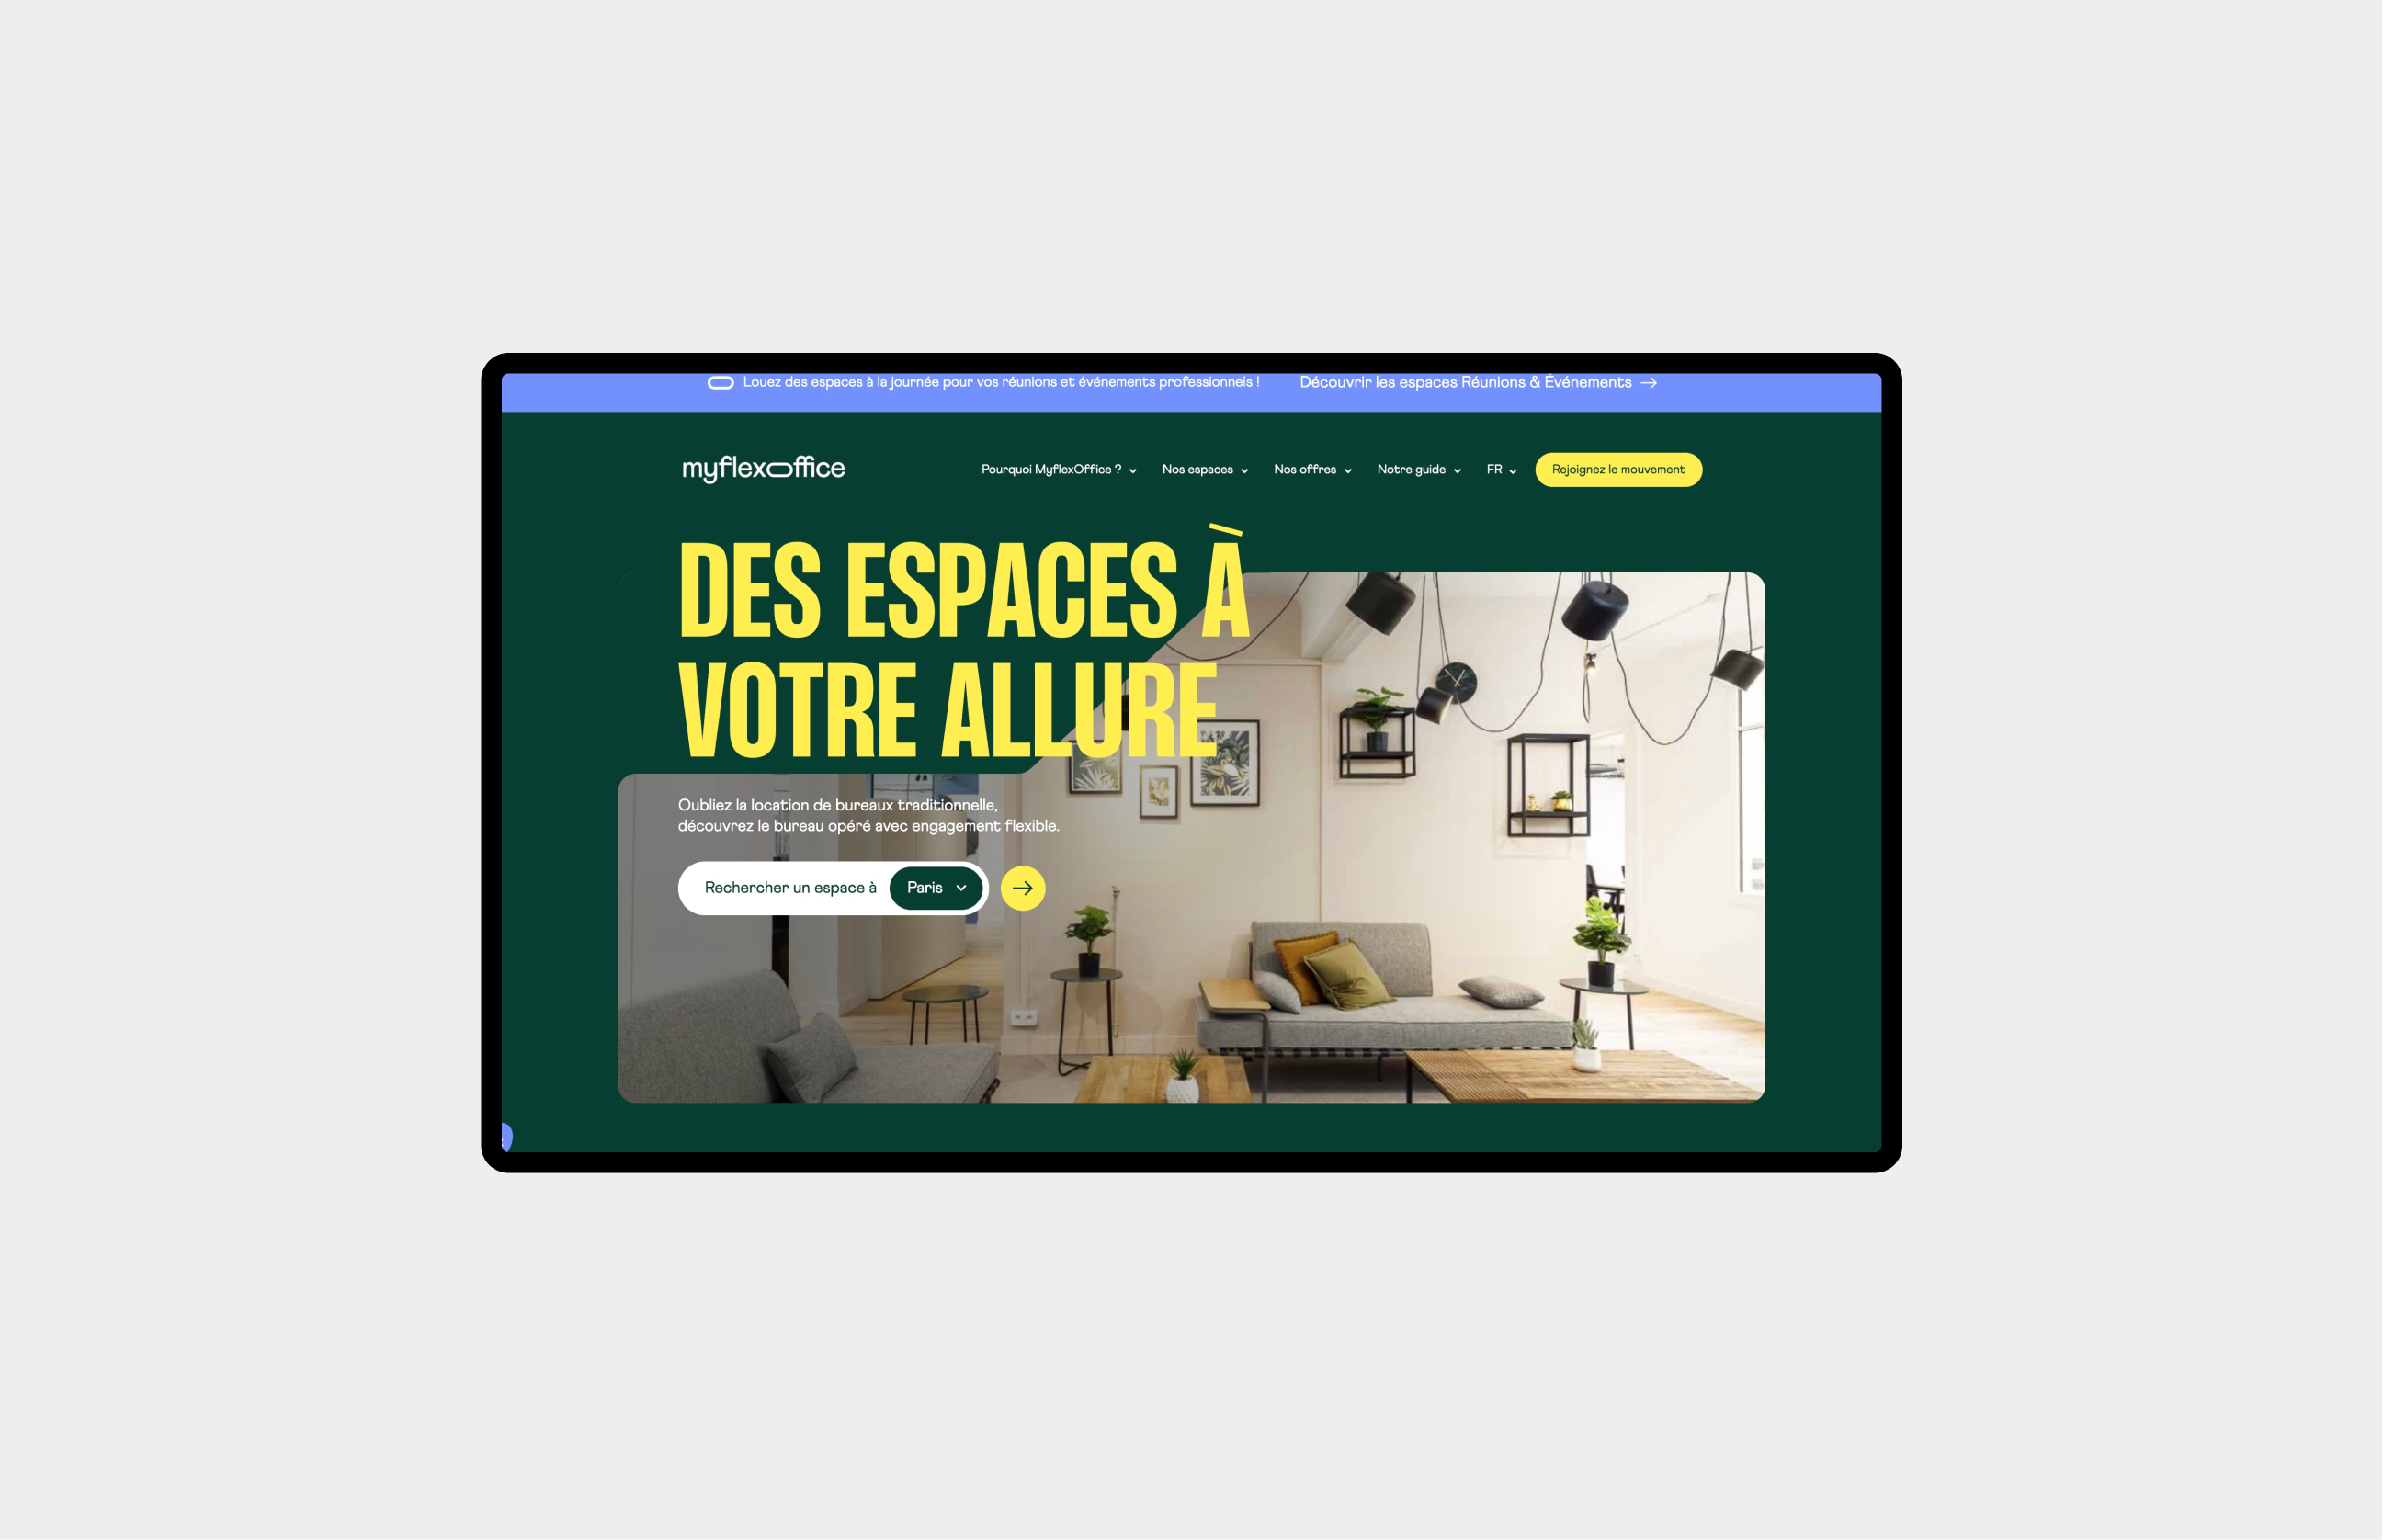 Louez des espaces à la journée pour vos réunions et événements professionnels ! Découvrir les espaces Réunions & Événements →
myflexoffice Pourquoi MyflexOffice ? Nos espaces Nos offres Notre guide FR Rejoignez le mouvement
DES ESPACES À
VOTRE ALLURE
Oubliez la location de bureaux traditionnelle,
découvrez le bureau opéré avec engagement flexible.
Rechercher un espace à Paris →